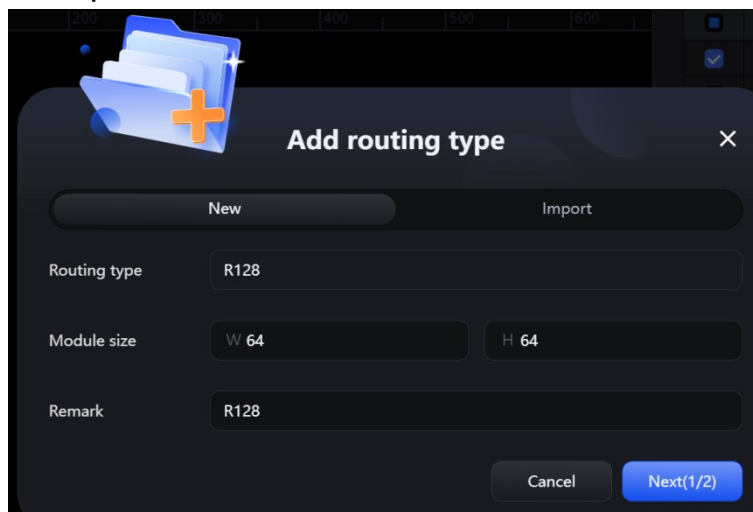 200 300 400 500 600
Add routing type
New Import
Routing type R128
Module size W 64 H 64
Remark R128
Cancel Next(1/2)